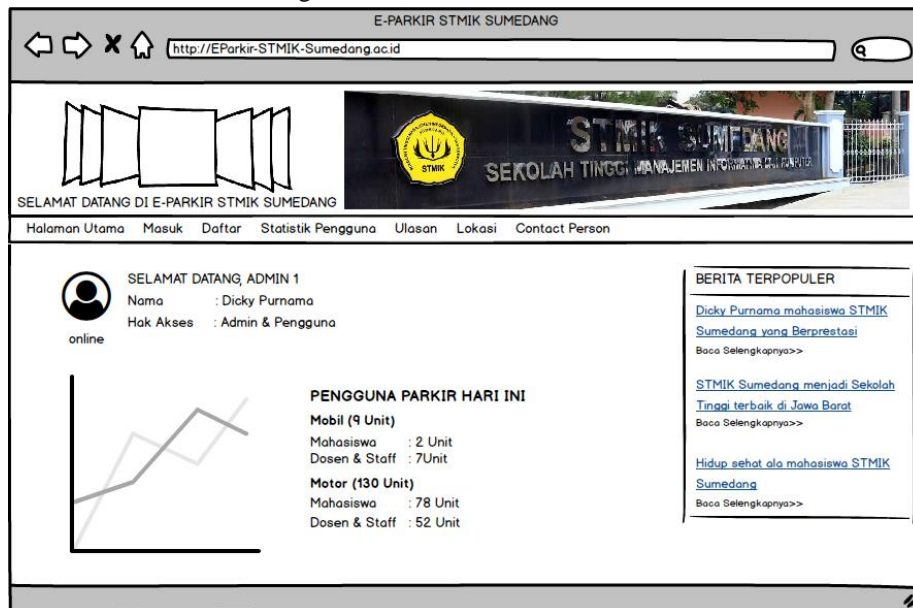 E-PARKIR STMIK SUMEDANG
http://EParkir-STMIK-Sumedang.ac.id
STMIK SUMEDANG
SEKOLAH TINGGI MANAJEMEN INFORMATIKA
STMIK
SELAMAT DATANG DI E-PARKIR STMIK SUMEDANG
Halaman Utama Masuk Daftar Statistik Pengguna Ulasan Lokasi Contact Person
SELAMAT DATANG, ADMIN 1
Nama : Dicky Purnama
Hak Akses : Admin & Pengguna
online
PENGGUNA PARKIR HARI INI
Mobil (9 Unit)
Mahasiswa : 2 Unit
Dosen & Staff : 7Unit
Motor (130 Unit)
Mahasiswa : 78 Unit
Dosen & Staff : 52 Unit
BERITA TERPOPULER
Dicky Purnama mahasiswa STMIK
Sumedang yang Berprestasi
Baca Selengkapnya>>
STMIK Sumedang menjadi Sekolah
Tinggi terbaik di Jawa Barat
Baca Selengkapnya>>
Hidup sehat ala mahasiswa STMIK
Sumedang
Baca Selengkapnya>>